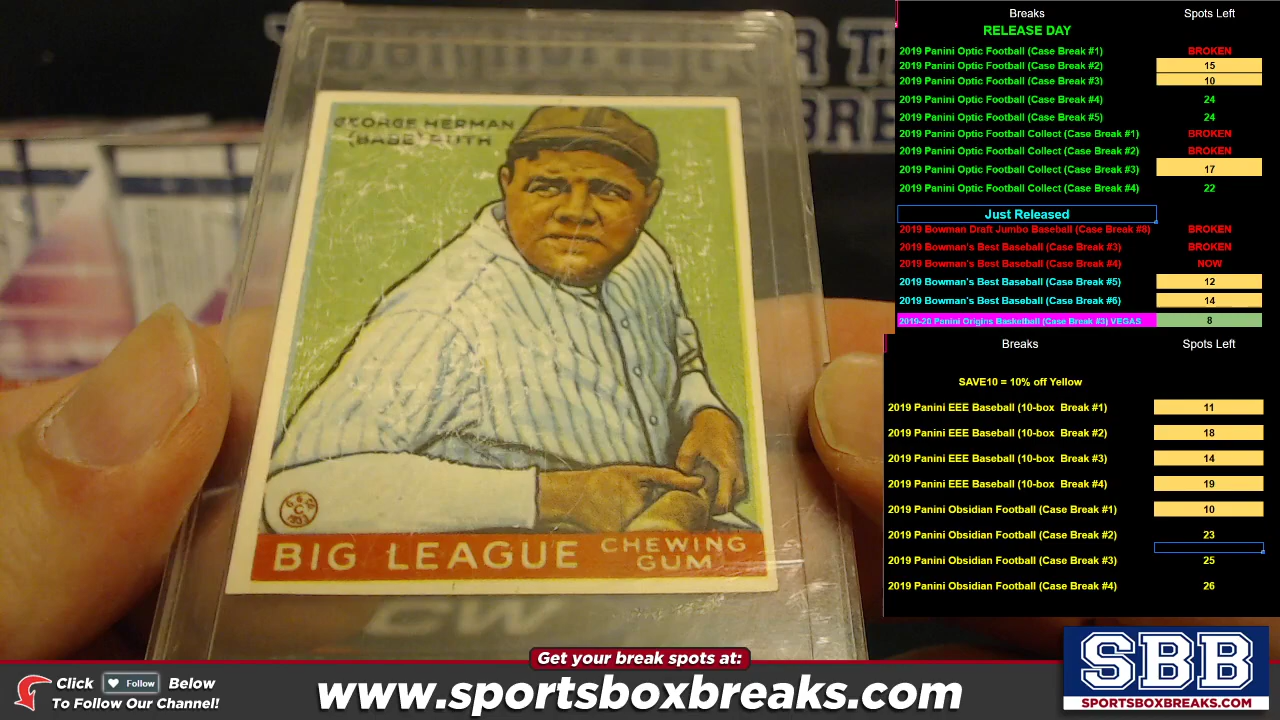 GEORGE HERMAN
(BABE) RUTH
BIG LEAGUE CHEWING GUM
Breaks Spots Left
RELEASE DAY
2019 Panini Optic Football (Case Break #1) BROKEN
2019 Panini Optic Football (Case Break #2) 15
2019 Panini Optic Football (Case Break #3) 10
2019 Panini Optic Football (Case Break #4) 24
2019 Panini Optic Football (Case Break #5) 24
2019 Panini Optic Football Collect (Case Break #1) BROKEN
2019 Panini Optic Football Collect (Case Break #2) BROKEN
2019 Panini Optic Football Collect (Case Break #3) 17
2019 Panini Optic Football Collect (Case Break #4) 22
Just Released
2019 Bowman Draft Jumbo Baseball (Case Break #8) BROKEN
2019 Bowman's Best Baseball (Case Break #3) BROKEN
2019 Bowman's Best Baseball (Case Break #4) NOW
2019 Bowman's Best Baseball (Case Break #5) 12
2019 Bowman's Best Baseball (Case Break #6) 14
2019-20 Panini Origins Basketball (Case Break #3) VEGAS 8
Breaks Spots Left
SAVE10 = 10% off Yellow
2019 Panini EEE Baseball (10-box Break #1) 11
2019 Panini EEE Baseball (10-box Break #2) 18
2019 Panini EEE Baseball (10-box Break #3) 14
2019 Panini EEE Baseball (10-box Break #4) 19
2019 Panini Obsidian Football (Case Break #1) 10
2019 Panini Obsidian Football (Case Break #2) 23
2019 Panini Obsidian Football (Case Break #3) 25
2019 Panini Obsidian Football (Case Break #4) 26
Get your break spots at:
Click Follow Below
To Follow Our Channel!
www.sportsboxbreaks.com
SBB
SPORTSBOXBREAKS.COM